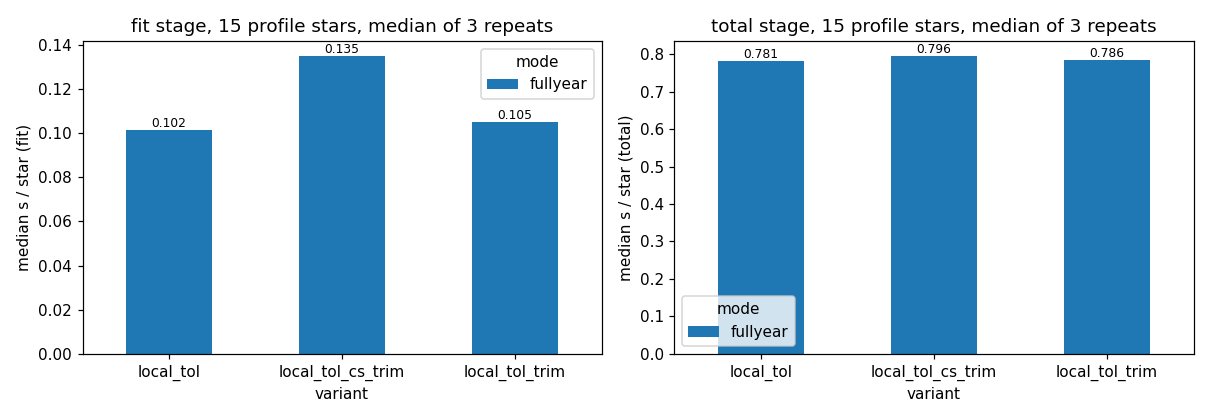 fit stage, 15 profile stars, median of 3 repeats
median s / star (fit)
0.14
0.12
0.10
0.08
0.06
0.04
0.02
0.00
0.102
0.135
0.105
mode
fullyear
local_tol
local_tol_cs_trim
local_tol_trim
variant
total stage, 15 profile stars, median of 3 repeats
median s / star (total)
0.8
0.7
0.6
0.5
0.4
0.3
0.2
0.1
0.0
0.781
0.796
0.786
mode
fullyear
local_tol
local_tol_cs_trim
local_tol_trim
variant